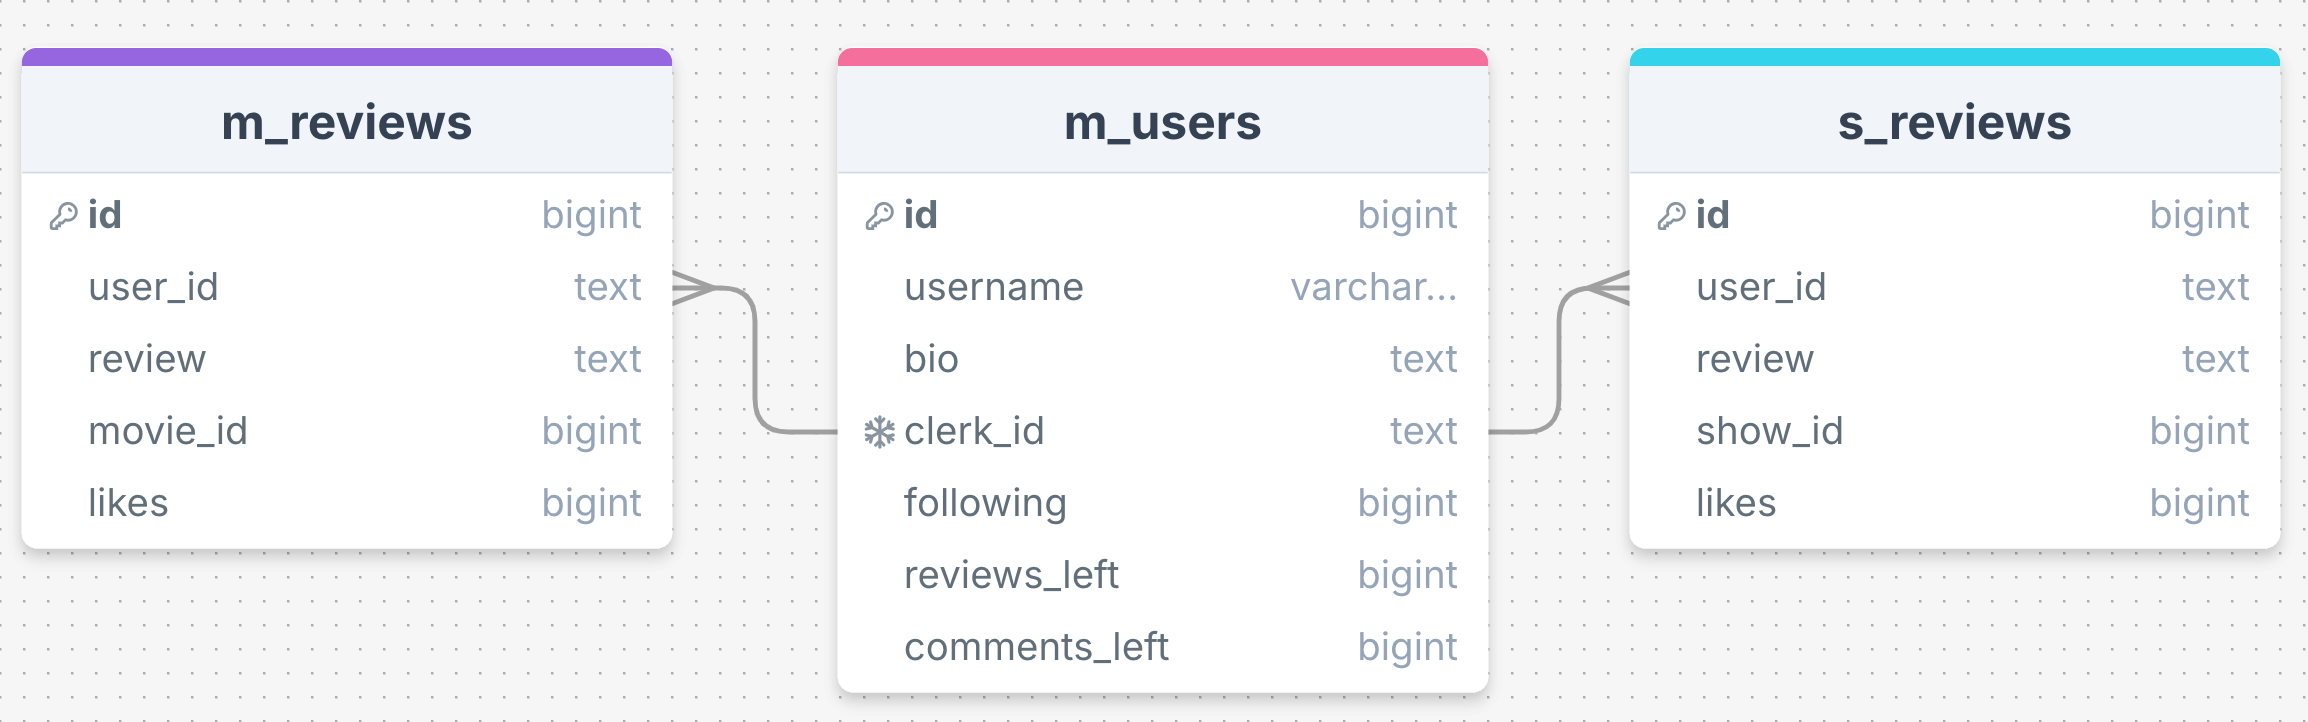 m_reviews
id bigint
user_id text
review text
movie_id bigint
likes bigint
m_users
id bigint
username varchar...
bio text
clerk_id text
following bigint
reviews_left bigint
comments_left bigint
s_reviews
id bigint
user_id text
review text
show_id bigint
likes bigint